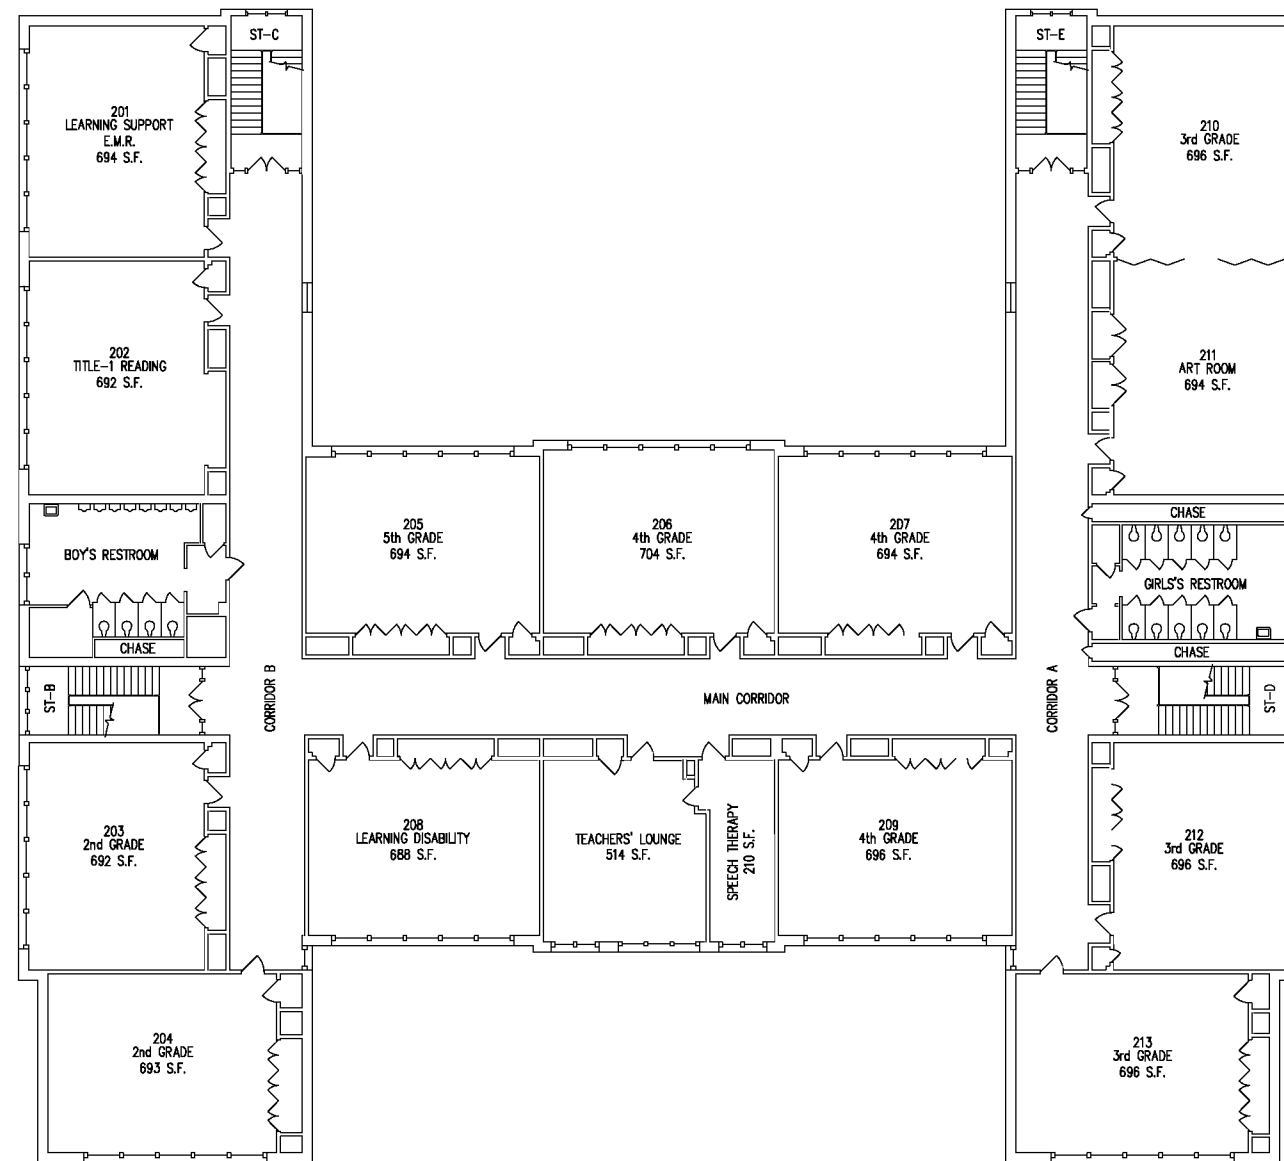 ST-C
ST-E
201
LEARNING SUPPORT
E.M.R.
694 S.F.
210
3rd GRADE
696 S.F.
202
TITLE-1 READING
692 S.F.
211
ART ROOM
694 S.F.
205
5th GRADE
694 S.F.
206
4th GRADE
704 S.F.
207
4th GRADE
694 S.F.
CHASE
BOY'S RESTROOM
GIRLS'S RESTROOM
CHASE
CHASE
ST-B
CORRIDOR B
MAIN CORRIDOR
CORRIDOR A
ST-D
203
2nd GRADE
692 S.F.
208
LEARNING DISABILITY
688 S.F.
TEACHERS' LOUNGE
514 S.F.
SPEECH THERAPY
210 S.F.
209
4th GRADE
696 S.F.
212
3rd GRADE
696 S.F.
204
2nd GRADE
693 S.F.
213
3rd GRADE
696 S.F.